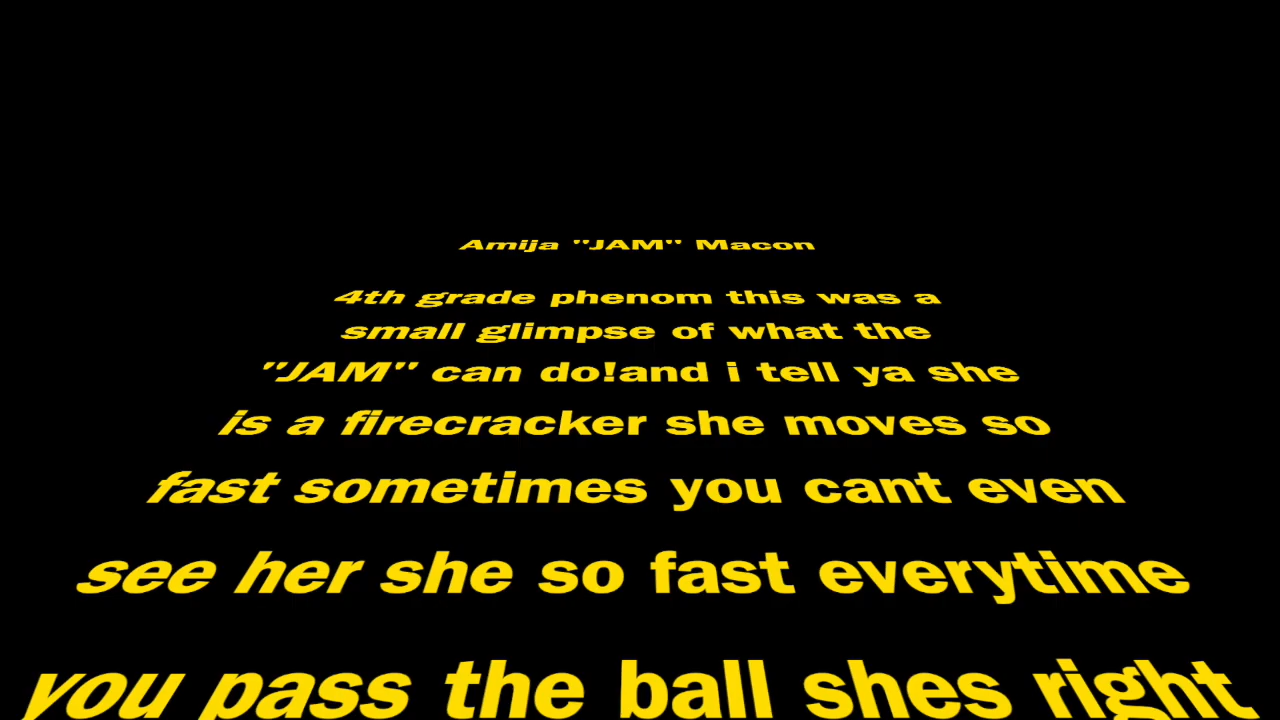 Amija "JAM" Macon
4th grade phenom this was a
small glimpse of what the
"JAM" can do!and i tell ya she
is a firecracker she moves so
fast sometimes you cant even
see her she so fast everytime
you pass the ball shes right